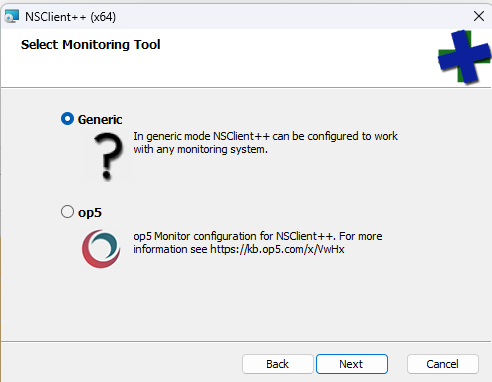 NSClient++ (x64)
Select Monitoring Tool
Generic
In generic mode NSClient++ can be configured to work
with any monitoring system.
op5
op5 Monitor configuration for NSClient++. For more
information see https://kb.op5.com/x/VwHx
Back
Next
Cancel